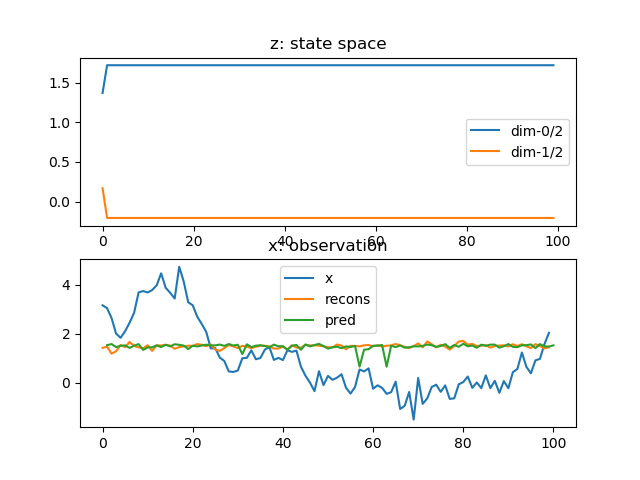 z: state space
1.5
1.0
0.5
0.0
dim-0/2
dim-1/2
0 20 40 60 80 100
x: observation
4
2
0
x
recons
pred
0 20 40 60 80 100